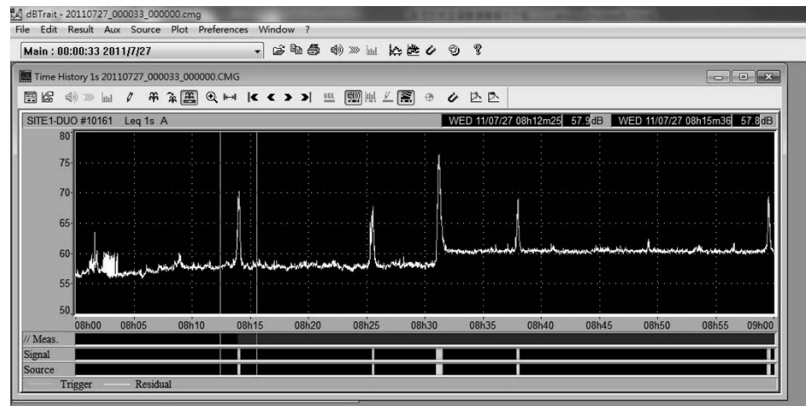 dBTrait - 20110727_000033_000000.cmg
File Edit Result Aux Source Plot Preferences Window ?
Main : 00:00:33 2011/7/27
Time History 1s 20110727_000033_000000.CMG
SITE1-DUO #10161 Leq 1s A WED 11/07/27 08h12m25 57.9dB WED 11/07/27 08h15m36 57.8dB
80
75
70
65
60
55
50
08h00 08h05 08h10 08h15 08h20 08h25 08h30 08h35 08h40 08h45 08h50 08h55 09h00
// Meas.
Signal
Source
Trigger Residual